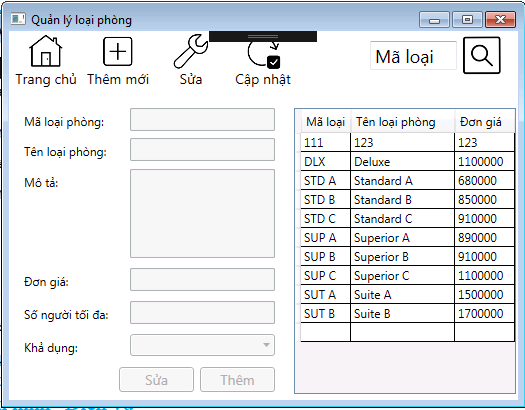 Quản lý loại phòng
Trang chủ Thêm mới Sửa Cập nhật Mã loại
Mã loại phòng:
Tên loại phòng:
Mô tả:
Đơn giá:
Số người tối đa:
Khả dụng:
Sửa Thêm
Mã loại Tên loại phòng Đơn giá
111 123 123
DLX Deluxe 1100000
STD A Standard A 680000
STD B Standard B 850000
STD C Standard C 910000
SUP A Superior A 890000
SUP B Superior B 910000
SUP C Superior C 1100000
SUT A Suite A 1500000
SUT B Suite B 1700000